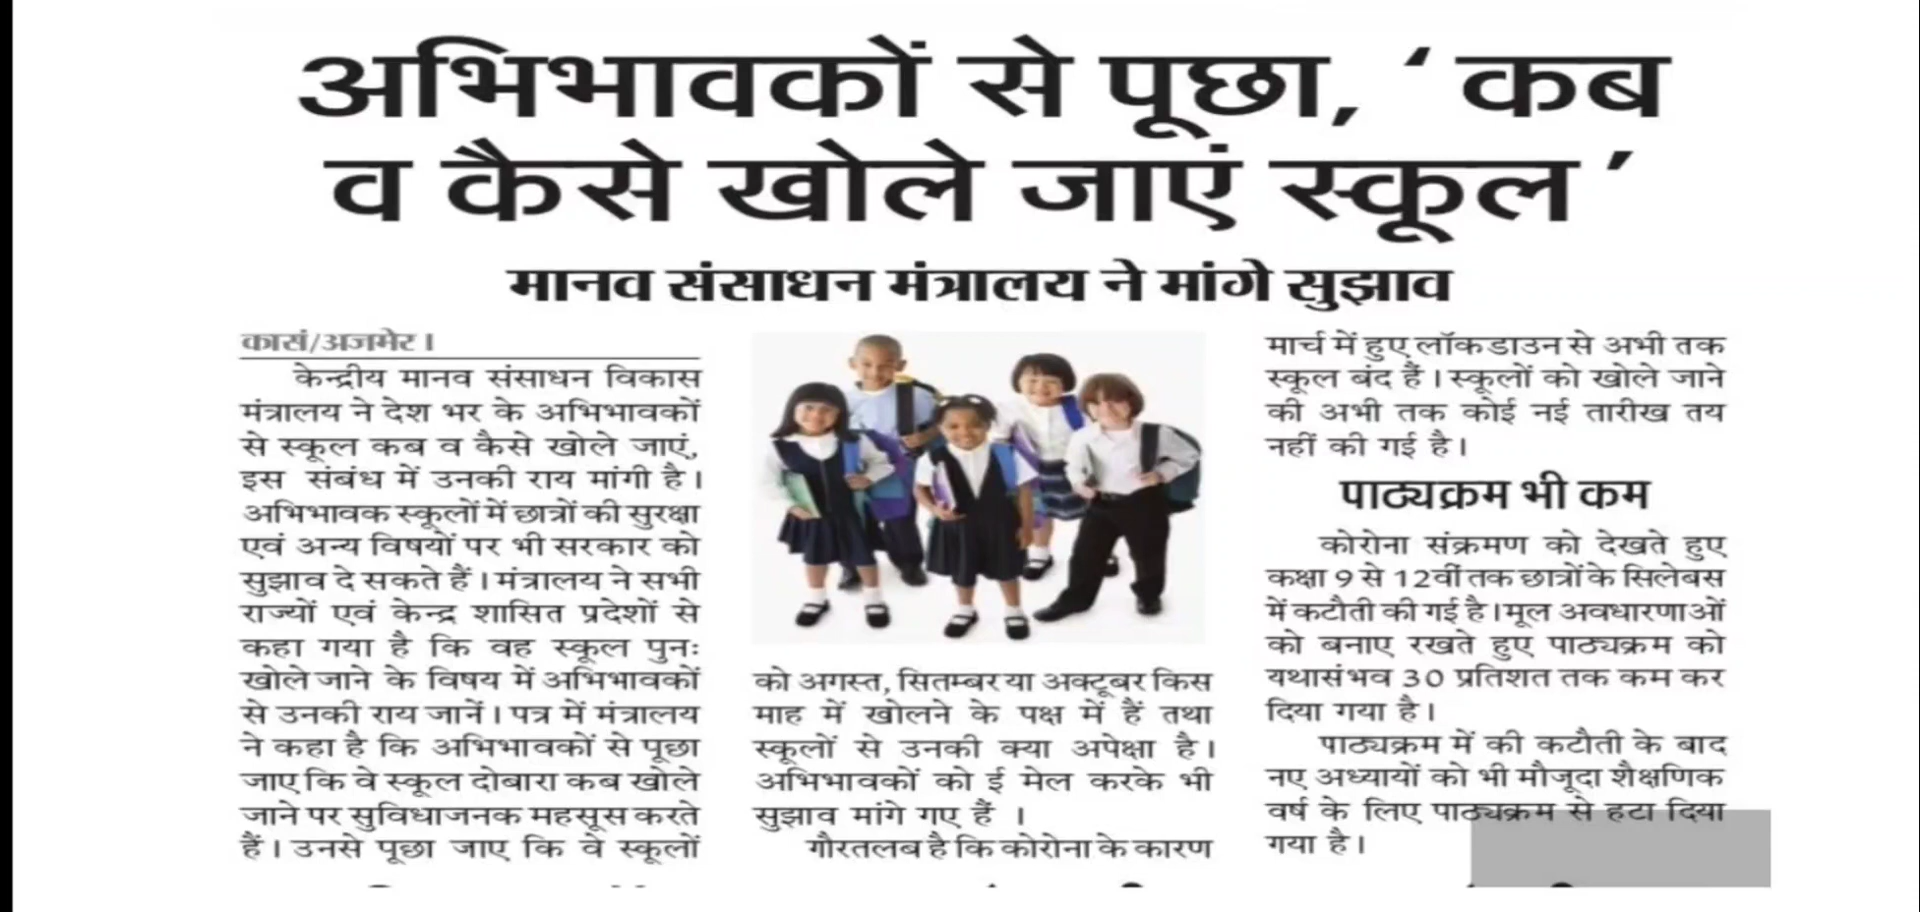 अभिभावकों से पूछा, ‘कब
व कैसे खोले जाएं स्कूल’
मानव संसाधन मंत्रालय ने मांगे सुझाव
कासं/अजमेर।
केन्द्रीय मानव संसाधन विकास
मंत्रालय ने देश भर के अभिभावकों
से स्कूल कब व कैसे खोले जाएं,
इस संबंध में उनकी राय मांगी है।
अभिभावक स्कूलों में छात्रों की सुरक्षा
एवं अन्य विषयों पर भी सरकार को
सुझाव दे सकते हैं। मंत्रालय ने सभी
राज्यों एवं केन्द्र शासित प्रदेशों से
कहा गया है कि वह स्कूल पुनः
खोले जाने के विषय में अभिभावकों
से उनकी राय जानें। पत्र में मंत्रालय
ने कहा है कि अभिभावकों से पूछा
जाए कि वे स्कूल दोबारा कब खोले
जाने पर सुविधाजनक महसूस करते
हैं। उनसे पूछा जाए कि वे स्कूलों
को अगस्त, सितम्बर या अक्टूबर किस
माह में खोलने के पक्ष में हैं तथा
स्कूलों से उनकी क्या अपेक्षा है।
अभिभावकों को ई मेल करके भी
सुझाव मांगे गए हैं ।
गौरतलब है कि कोरोना के कारण
मार्च में हुए लॉकडाउन से अभी तक
स्कूल बंद हैं। स्कूलों को खोले जाने
की अभी तक कोई नई तारीख तय
नहीं की गई है।
पाठ्यक्रम भी कम
कोरोना संक्रमण को देखते हुए
कक्षा 9 से 12वीं तक छात्रों के सिलेबस
में कटौती की गई है। मूल अवधारणाओं
को बनाए रखते हुए पाठ्यक्रम को
यथासंभव 30 प्रतिशत तक कम कर
दिया गया है।
पाठ्यक्रम में की कटौती के बाद
नए अध्यायों को भी मौजूदा शैक्षणिक
वर्ष के लिए पाठ्यक्रम से हटा दिया
गया है।